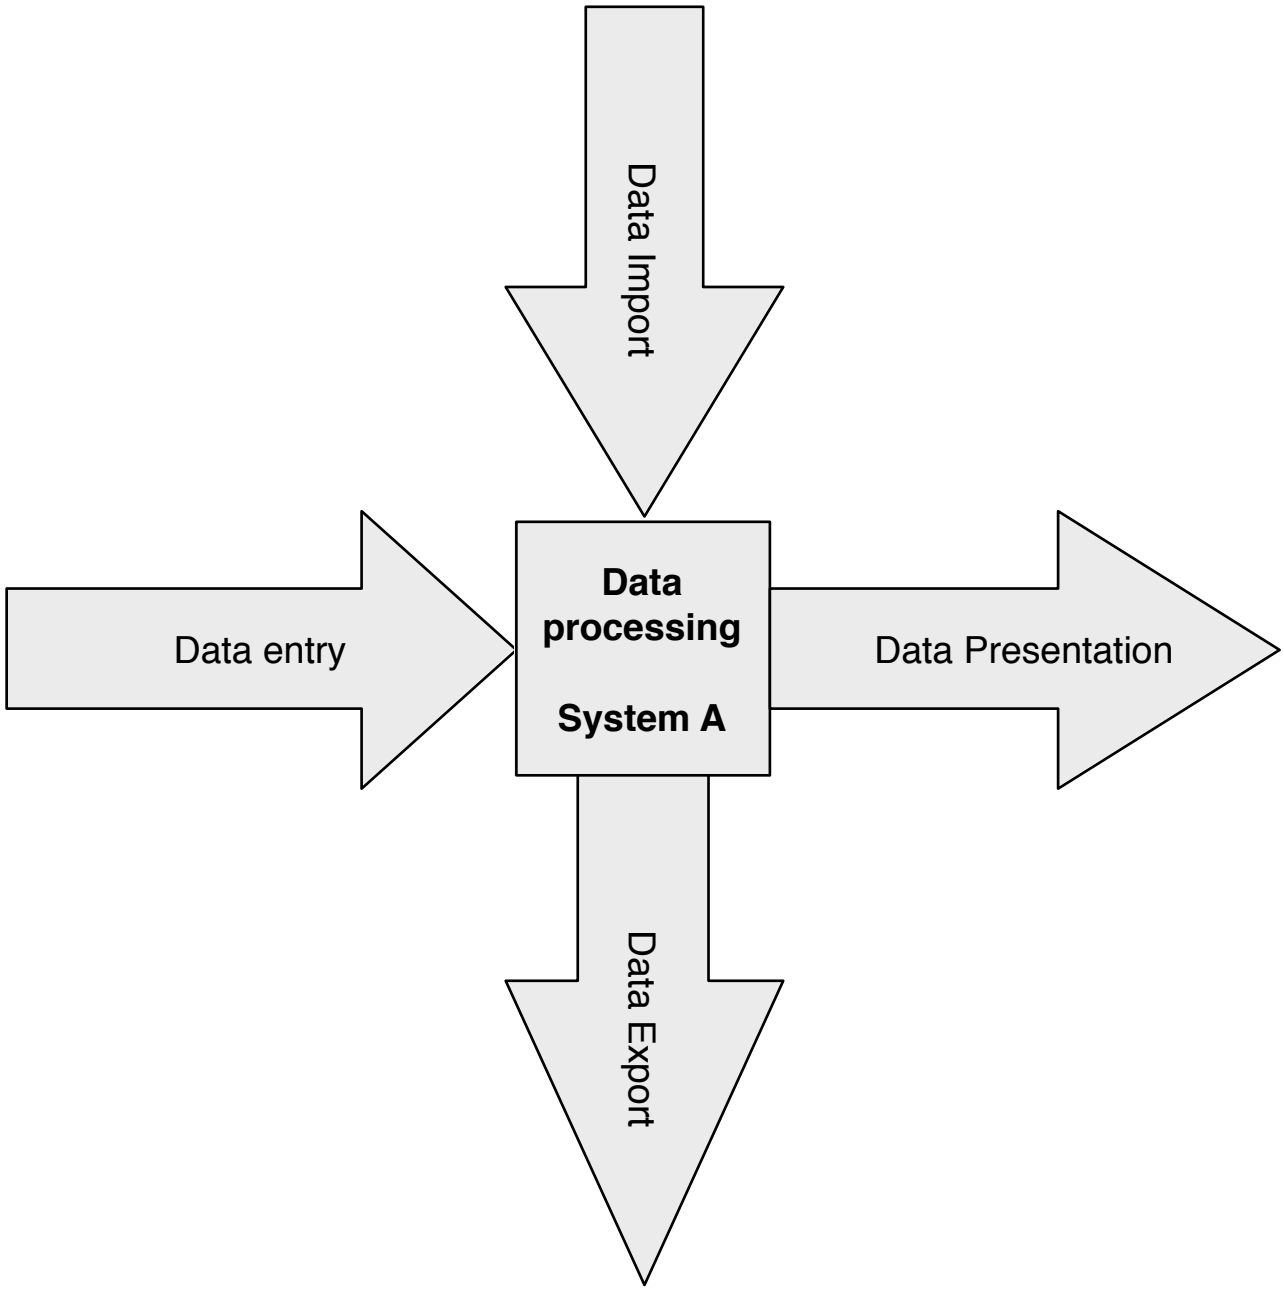 Data Import
Data entry
Data
processing
System A
Data Presentation
Data Export